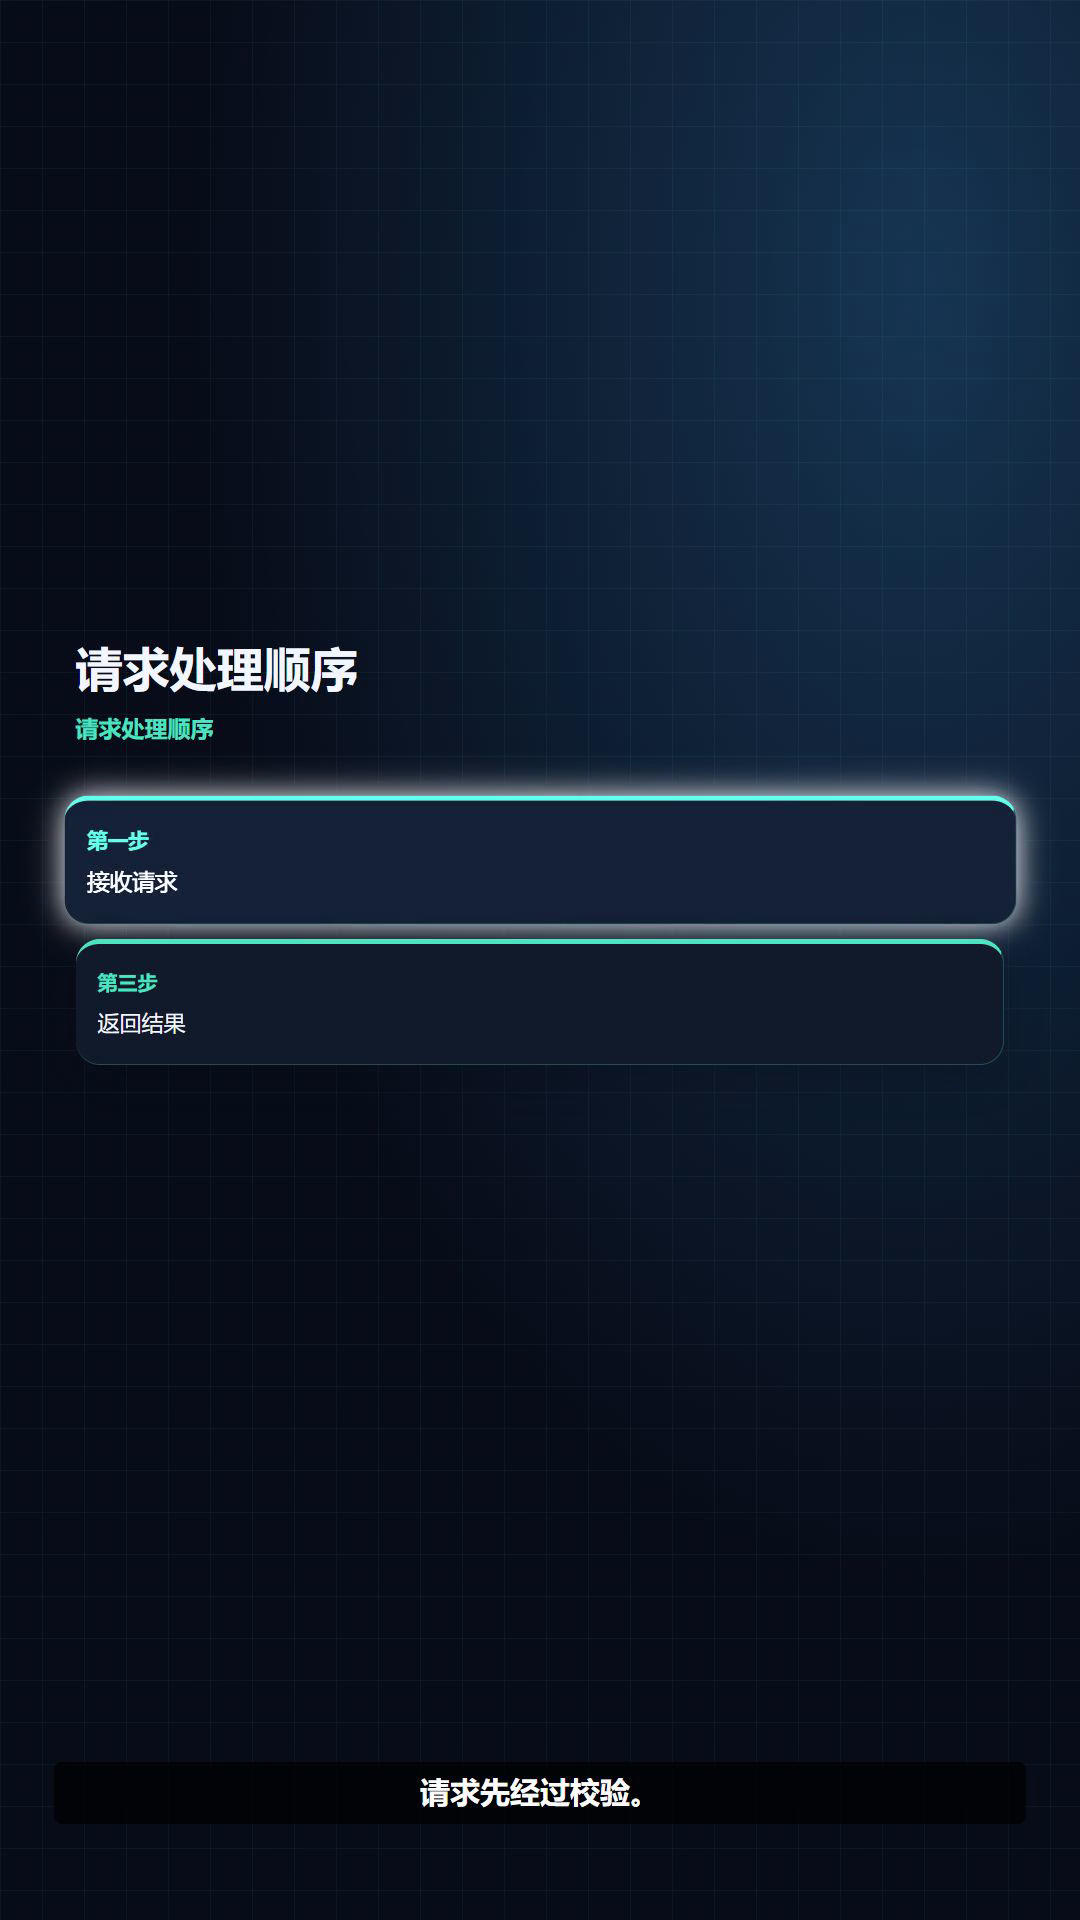 请求处理顺序
请求处理顺序
第一步
接收请求
第三步
返回结果
请求先经过校验。